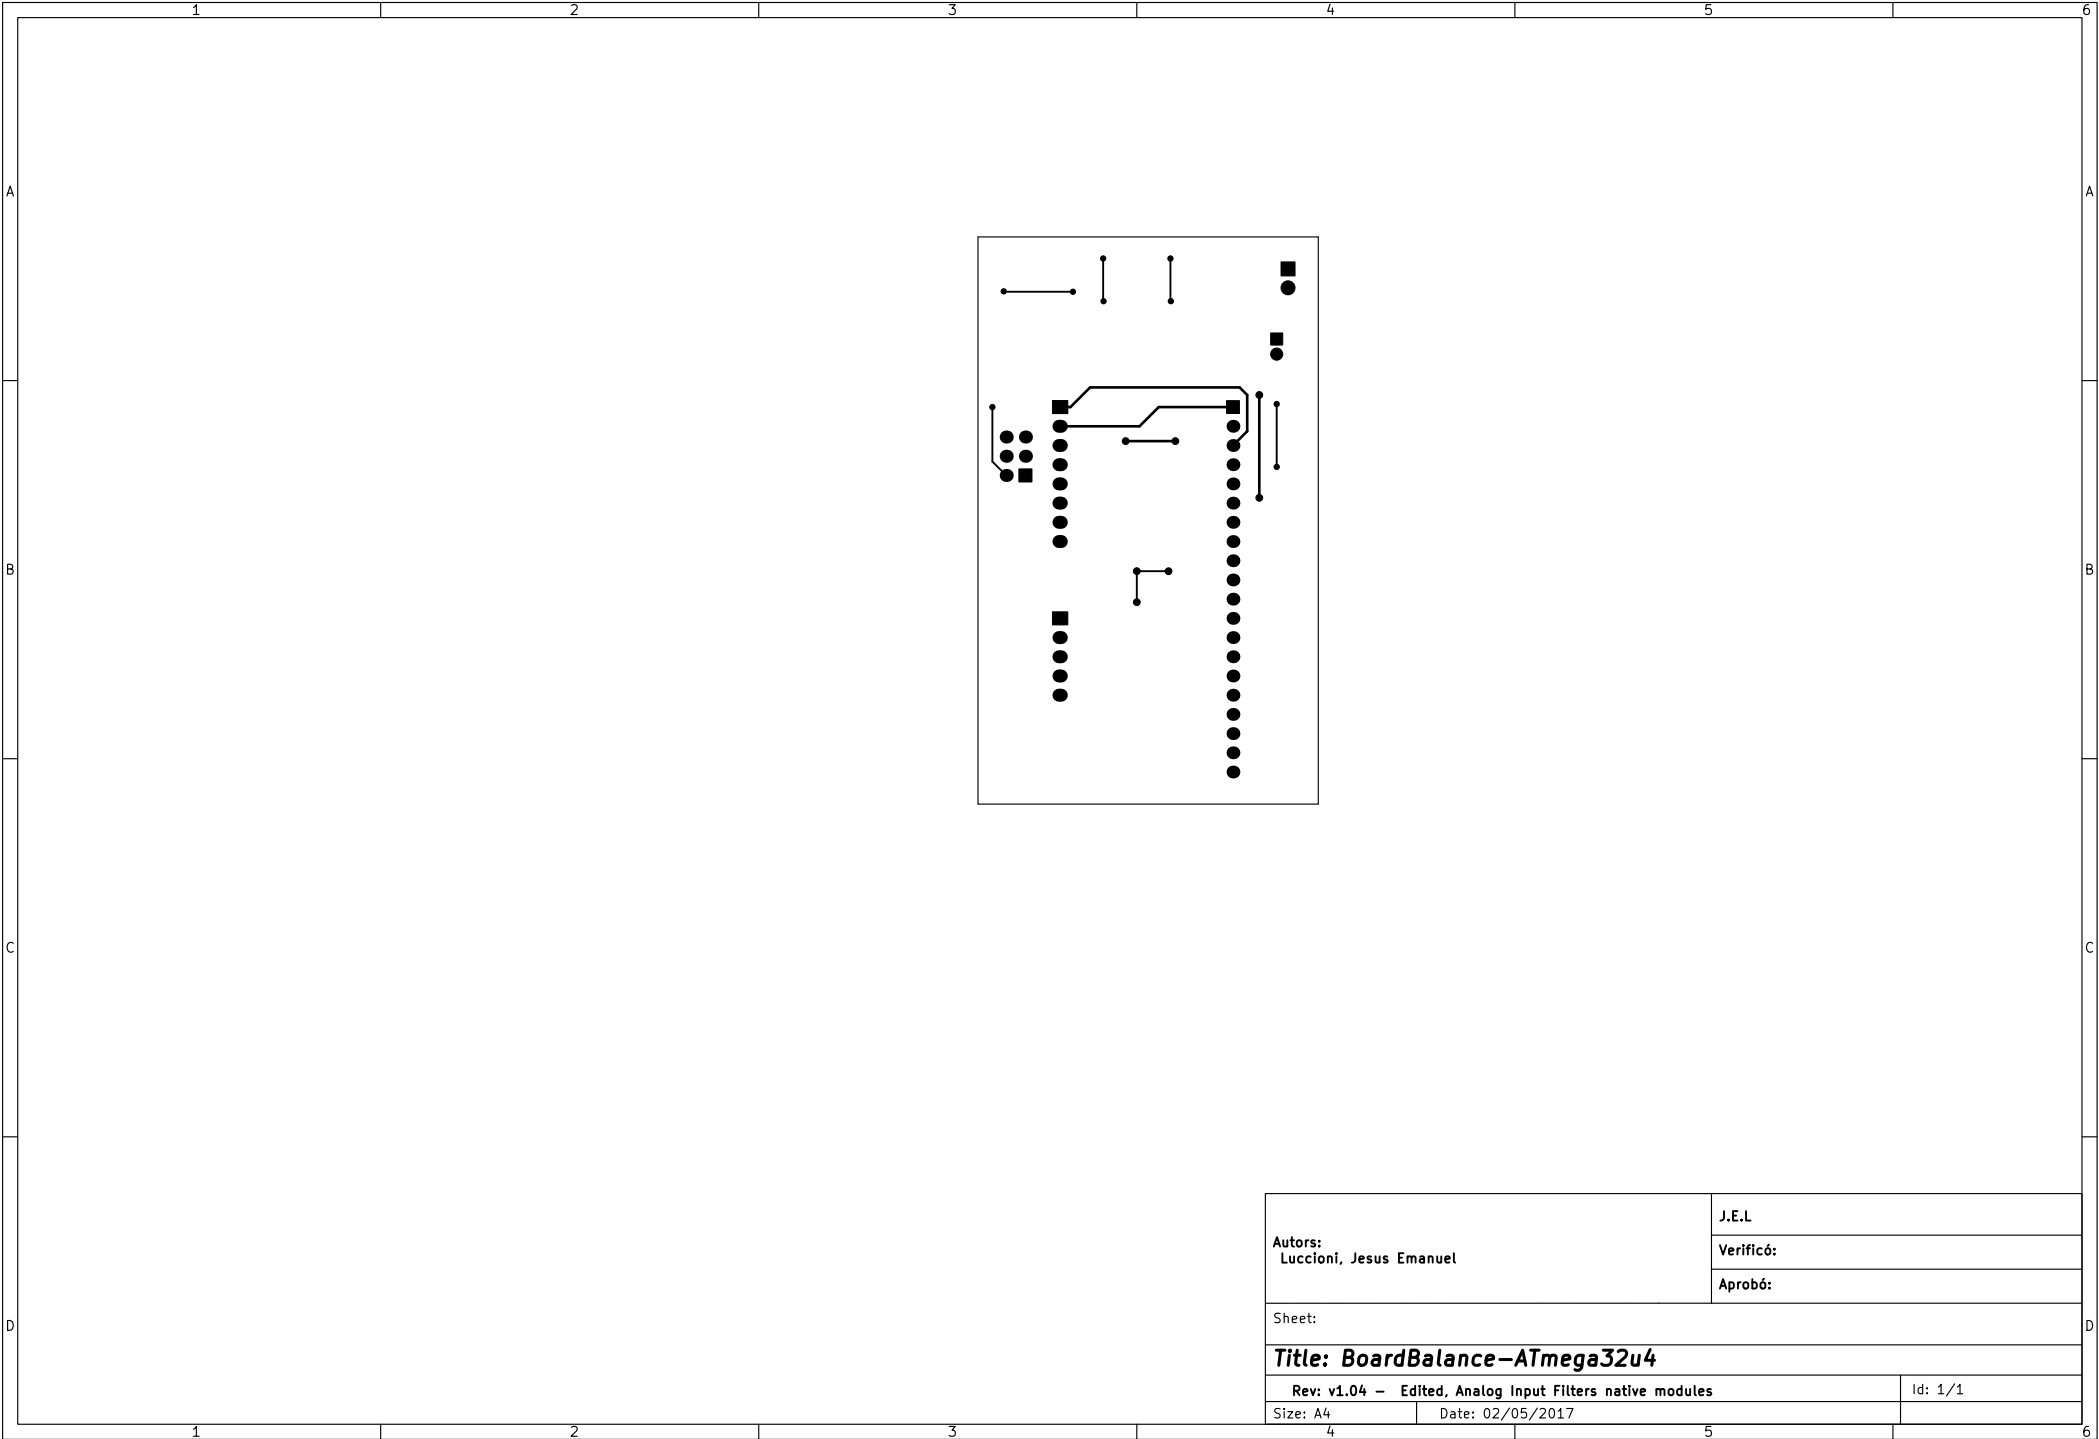 1 2 3 4 5 6
A A
B B
C C
D D
J.E.L
Autors:
Luccioni, Jesus Emanuel
Verificó:
Aprobó:
Sheet:
Title: BoardBalance-ATmega32u4
Rev: v1.04 - Edited, Analog Input Filters native modules
Id: 1/1
Size: A4
Date: 02/05/2017
1 2 3 4 5 6